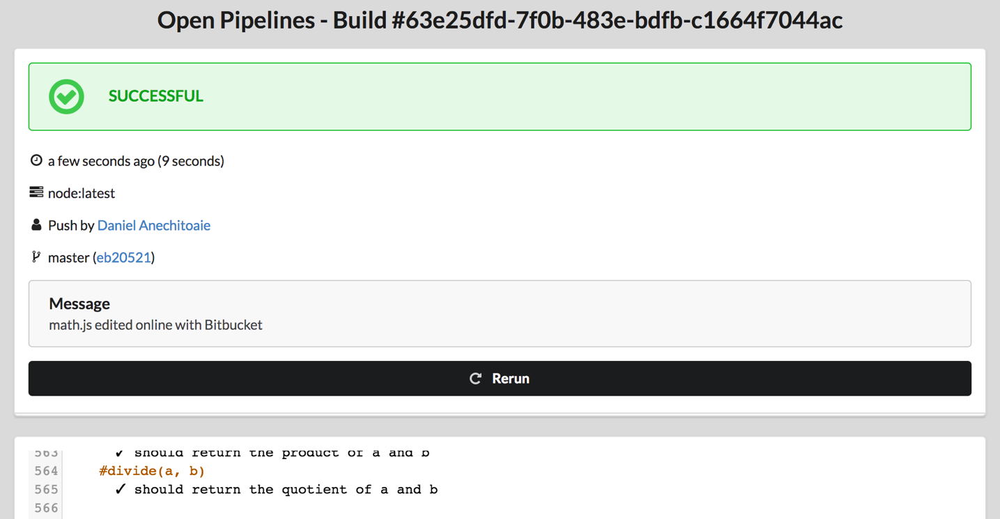 Open Pipelines - Build #63e25dfd-7f0b-483e-bdfb-c1664f7044ac
SUCCESSFUL
a few seconds ago (9 seconds)
node:latest
Push by Daniel Anechitoaie
master (eb20521)
Message
math.js edited online with Bitbucket
Rerun
563 ✓ should return the product of a and b
564 #divide(a, b)
565 ✓ should return the quotient of a and b
566